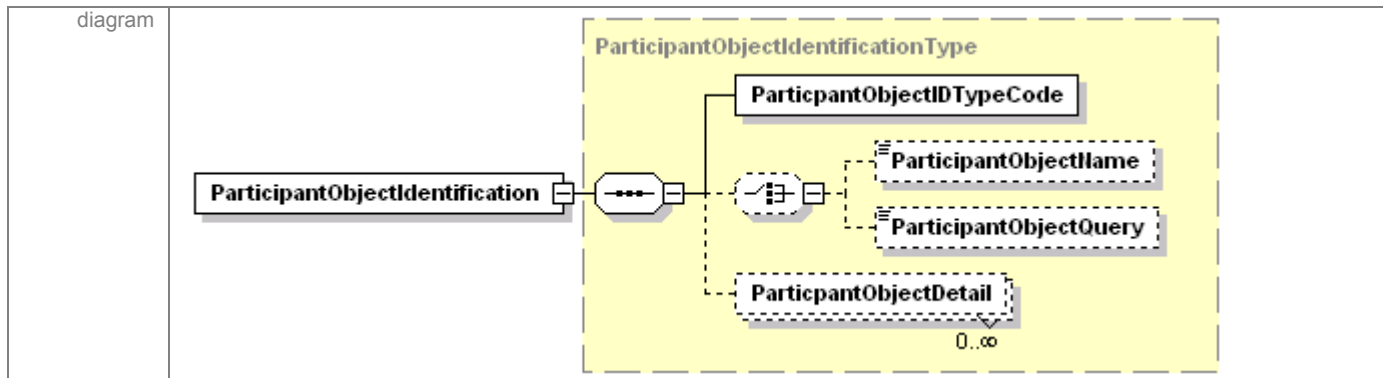 diagram
ParticipantObjectIdentificationType
ParticpantObjectIDTypeCode
ParticipantObjectName
ParticipantObjectIdentification
ParticipantObjectQuery
ParticpantObjectDetail
0..∞